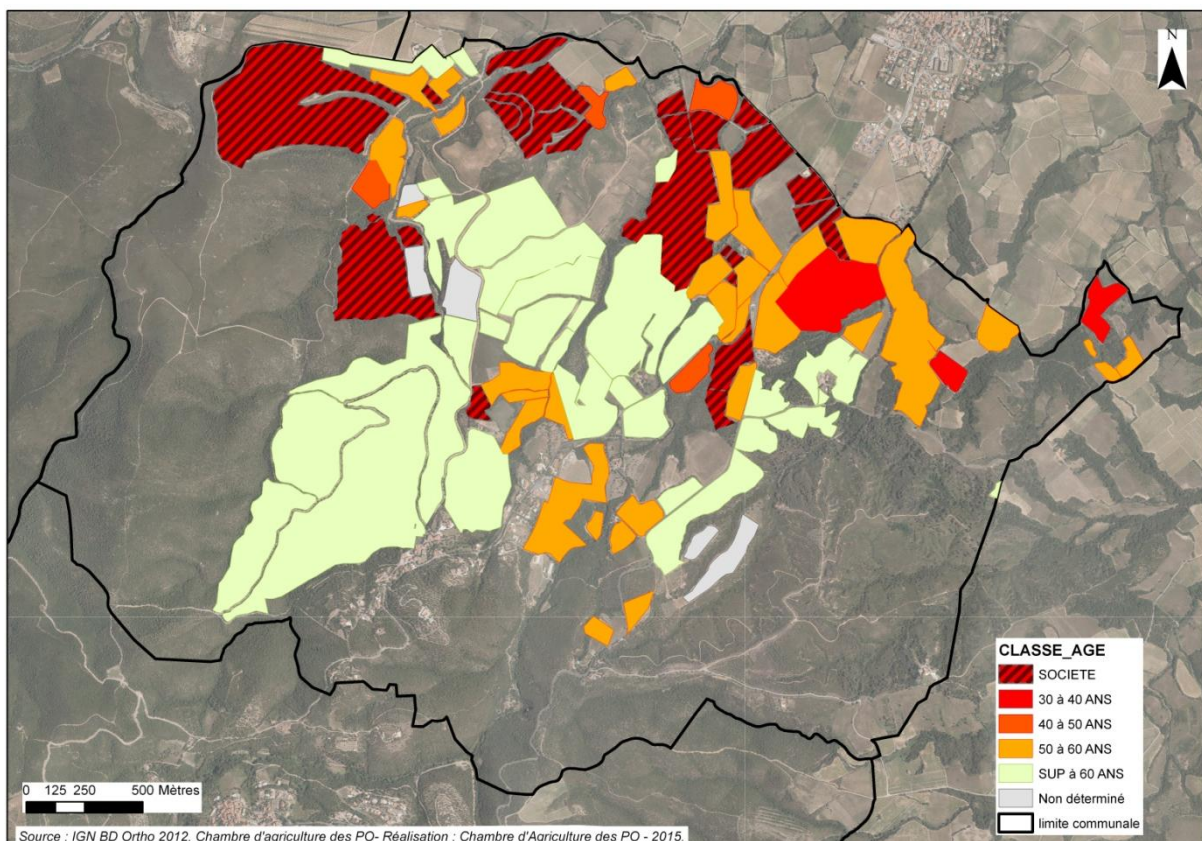 N
CLASSE_AGE
SOCIETE
30 à 40 ANS
40 à 50 ANS
50 à 60 ANS
SUP à 60 ANS
Non déterminé
limite communale
0 125 250 500 Mètres
Source : IGN BD Ortho 2012, Chambre d'agriculture des PO- Réalisation : Chambre d'Agriculture des PO - 2015.